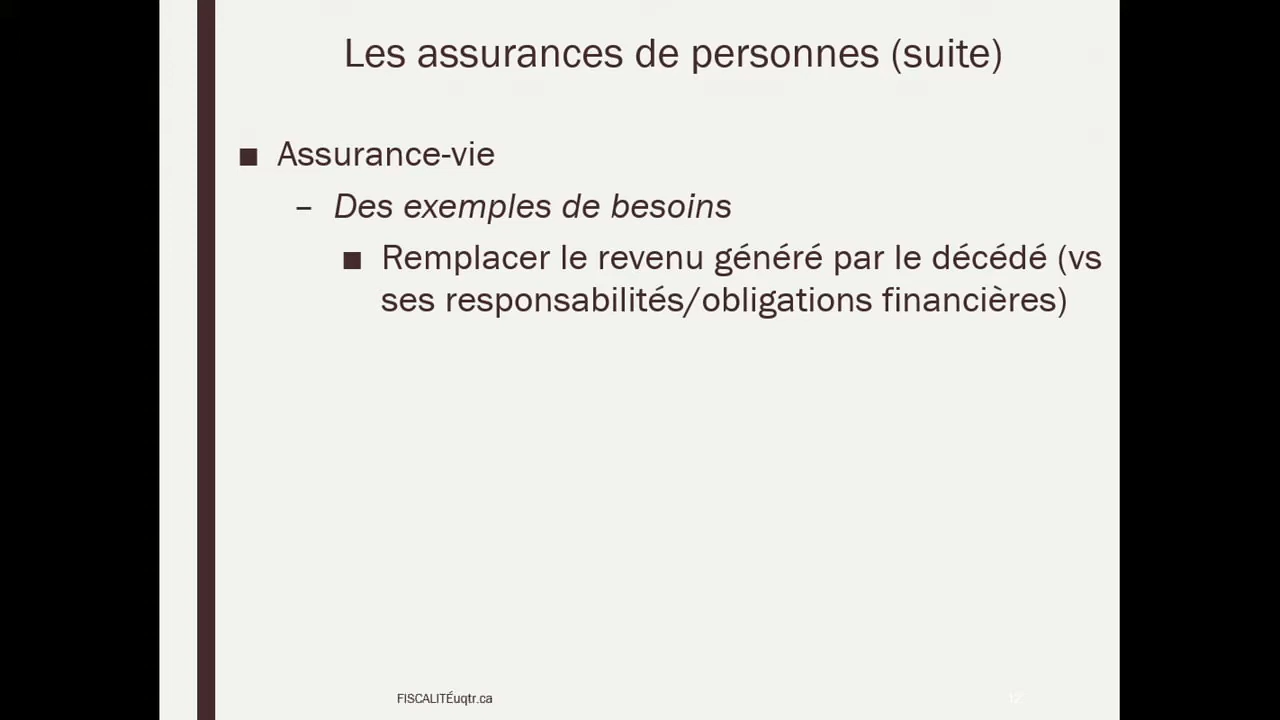 Les assurances de personnes (suite)
■ Assurance-vie
– Des exemples de besoins
■ Remplacer le revenu généré par le décédé (vs
ses responsabilités/obligations financières)
FISCALITÉuqtr.ca
12